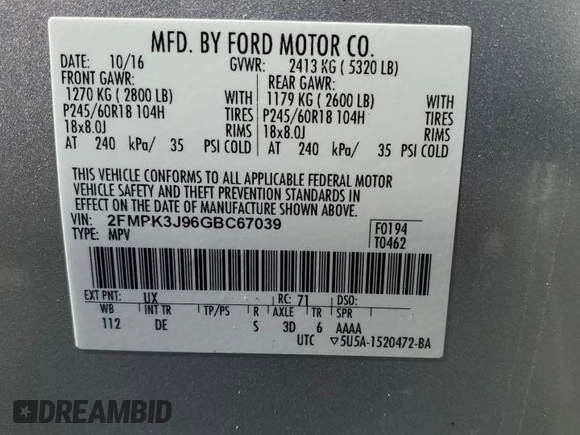 MFD. BY FORD MOTOR CO.
DATE: 10/16 GVWR: 2413 KG ( 5320 LB)
FRONT GAWR: REAR GAWR:
1270 KG ( 2800 LB) WITH 1179 KG ( 2600 LB) WITH
P245/60R18 104H TIRES P245/60R18 104H TIRES
18x8.0J RIMS 18x8.0J RIMS
AT 240 kPa/ 35 PSI COLD AT 240 kPa/ 35 PSI COLD
THIS VEHICLE CONFORMS TO ALL APPLICABLE FEDERAL MOTOR
VEHICLE SAFETY AND THEFT PREVENTION STANDARDS IN
EFFECT ON THE DATE OF MANUFACTURE SHOWN ABOVE.
VIN: 2FMPK3J96GBC67039 F0194
TYPE: MPV T0462
EXT PNT: UX RC: 71 DSO:
WB INT TR TP/PS R AXLE TR SPR
112 DE S 3D 6 AAAA
UTC ▽5U5A-1520472-BA
DREAMBID